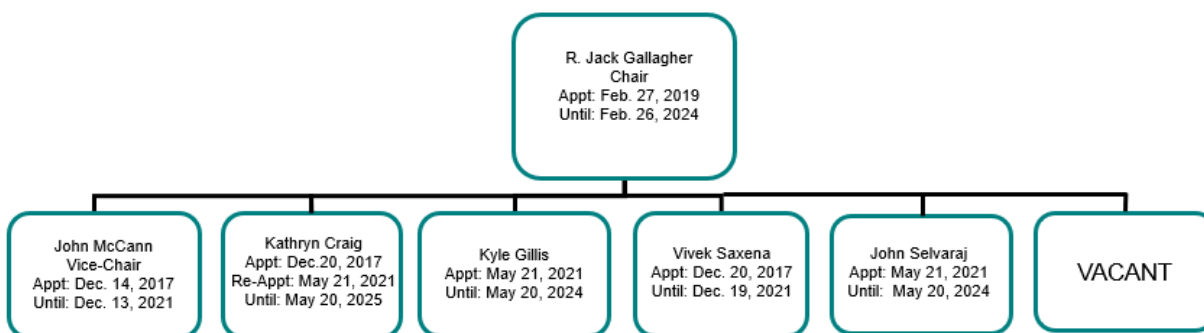 R. Jack Gallagher
Chair
Appt: Feb. 27, 2019
Until: Feb. 26, 2024
John McCann
Vice-Chair
Appt: Dec. 14, 2017
Until: Dec. 13, 2021
Kathryn Craig
Appt: Dec.20, 2017
Re-Appt: May 21, 2021
Until: May 20, 2025
Kyle Gillis
Appt: May 21, 2021
Until: May 20, 2024
Vivek Saxena
Appt: Dec. 20, 2017
Until: Dec. 19, 2021
John Selvaraj
Appt: May 21, 2021
Until: May 20, 2024
VACANT